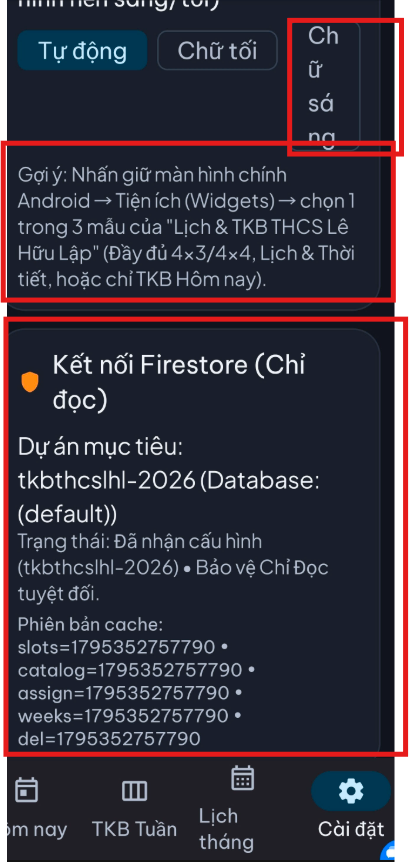 hình nền sáng/tối)
Tự động
Chữ tối
Ch
ữ
sá
ng
Gợi ý: Nhấn giữ màn hình chính
Android → Tiện ích (Widgets) → chọn 1
trong 3 mẫu của "Lịch & TKB THCS Lê
Hữu Lập" (Đầy đủ 4×3/4×4, Lịch & Thời
tiết, hoặc chỉ TKB Hôm nay).
Kết nối Firestore (Chỉ
đọc)
Dự án mục tiêu:
tkbthcslhl-2026 (Database:
(default))
Trạng thái: Đã nhận cấu hình
(tkbthcslhl-2026) • Bảo vệ Chỉ Đọc
tuyệt đối.
Phiên bản cache:
slots=1795352757790 •
catalog=1795352757790 •
assign=1795352757790 •
weeks=1795352757790 •
del=1795352757790
ôm nay
TKB Tuần
Lịch
tháng
Cài đặt